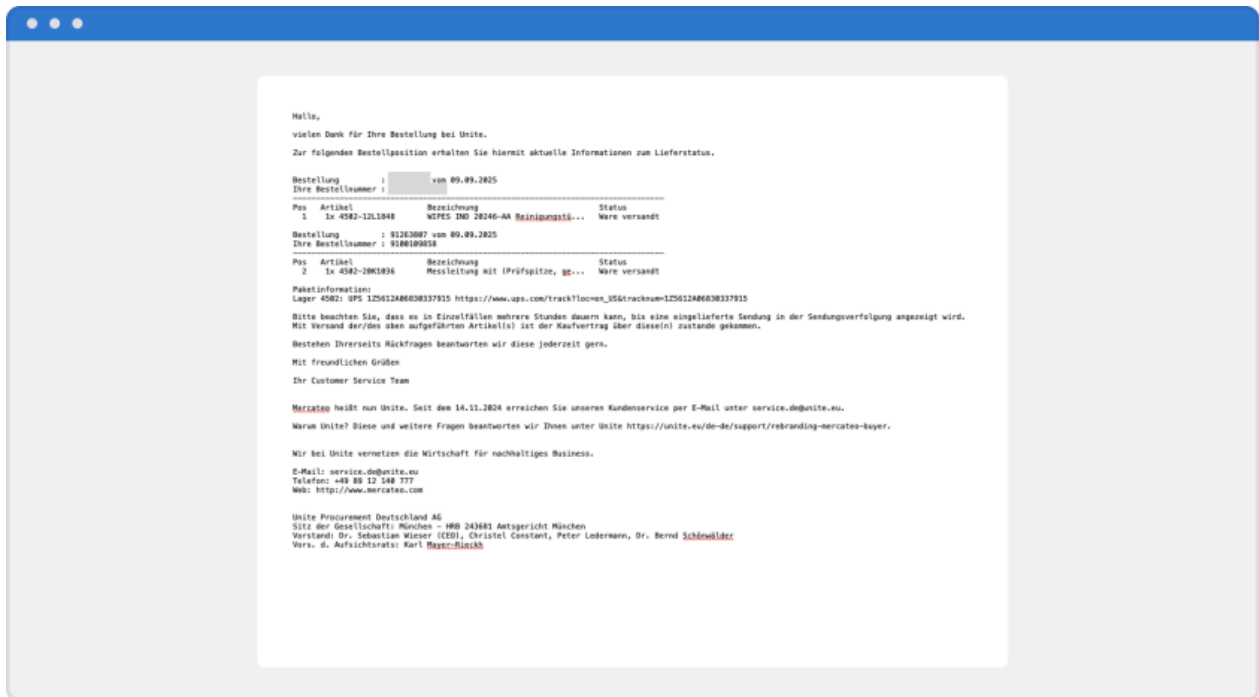 Hallo,
vielen Dank für Ihre Bestellung bei Unite.
Zur folgenden Bestellposition erhalten Sie hiermit aktuelle Informationen zum Lieferstatus.
Bestellung : vom 09.09.2025
Ihre Bestellnummer :
Pos Artikel Bezeichnung Status
1 1x 4502-12L1848 WIPES IND 20246-AA Reinigungstü... Ware versandt
Bestellung : 91263807 vom 09.09.2025
Ihre Bestellnummer : 9100109858
Pos Artikel Bezeichnung Status
2 1x 4502-20K1036 Messleitung mit (Prüfspitze, ge... Ware versandt
Paketinformation:
Lager 4502: UPS 1Z5612A06830337915 https://www.ups.com/track?loc=en_US&tracknum=1Z5612A06830337915
Bitte beachten Sie, dass es in Einzelfällen mehrere Stunden dauern kann, bis eine eingelieferte Sendung in der Sendungsverfolgung angezeigt wird.
Mit Versand der/des oben aufgeführten Artikel(s) ist der Kaufvertrag über diese(n) zustande gekommen.
Bestehen Ihrerseits Rückfragen beantworten wir diese jederzeit gern.
Mit freundlichen Grüßen
Ihr Customer Service Team
Mercateo heißt nun Unite. Seit dem 14.11.2024 erreichen Sie unseren Kundenservice per E-Mail unter service.de@unite.eu.
Warum Unite? Diese und weitere Fragen beantworten wir Ihnen unter Unite https://unite.eu/de-de/support/rebranding-mercateo-buyer.
Wir bei Unite vernetzen die Wirtschaft für nachhaltiges Business.
E-Mail: service.de@unite.eu
Telefon: +49 89 12 140 777
Web: http://www.mercateo.com
Unite Procurement Deutschland AG
Sitz der Gesellschaft: München – HRB 243681 Amtsgericht München
Vorstand: Dr. Sebastian Wieser (CEO), Christel Constant, Peter Ledermann, Dr. Bernd Schönwälder
Vors. d. Aufsichtsrats: Karl Mayer-Rieckh